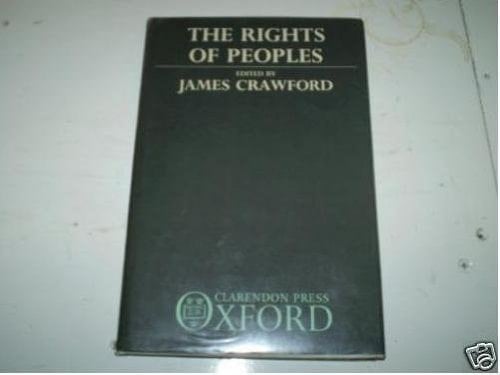 THE RIGHTS
OF PEOPLES
EDITED BY
JAMES CRAWFORD
CLARENDON PRESS
OXFORD